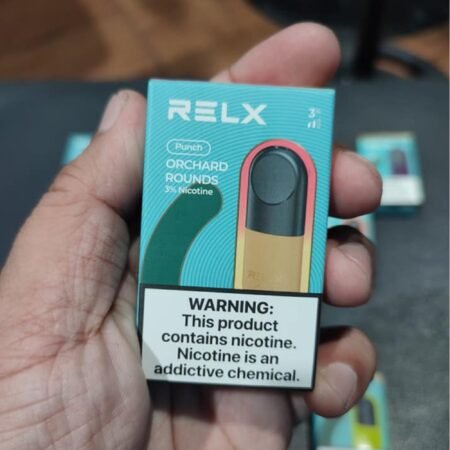 RELX
3%
Punch
ORCHARD
ROUNDS
3% Nicotine
WARNING:
This product
contains nicotine.
Nicotine is an
addictive chemical.